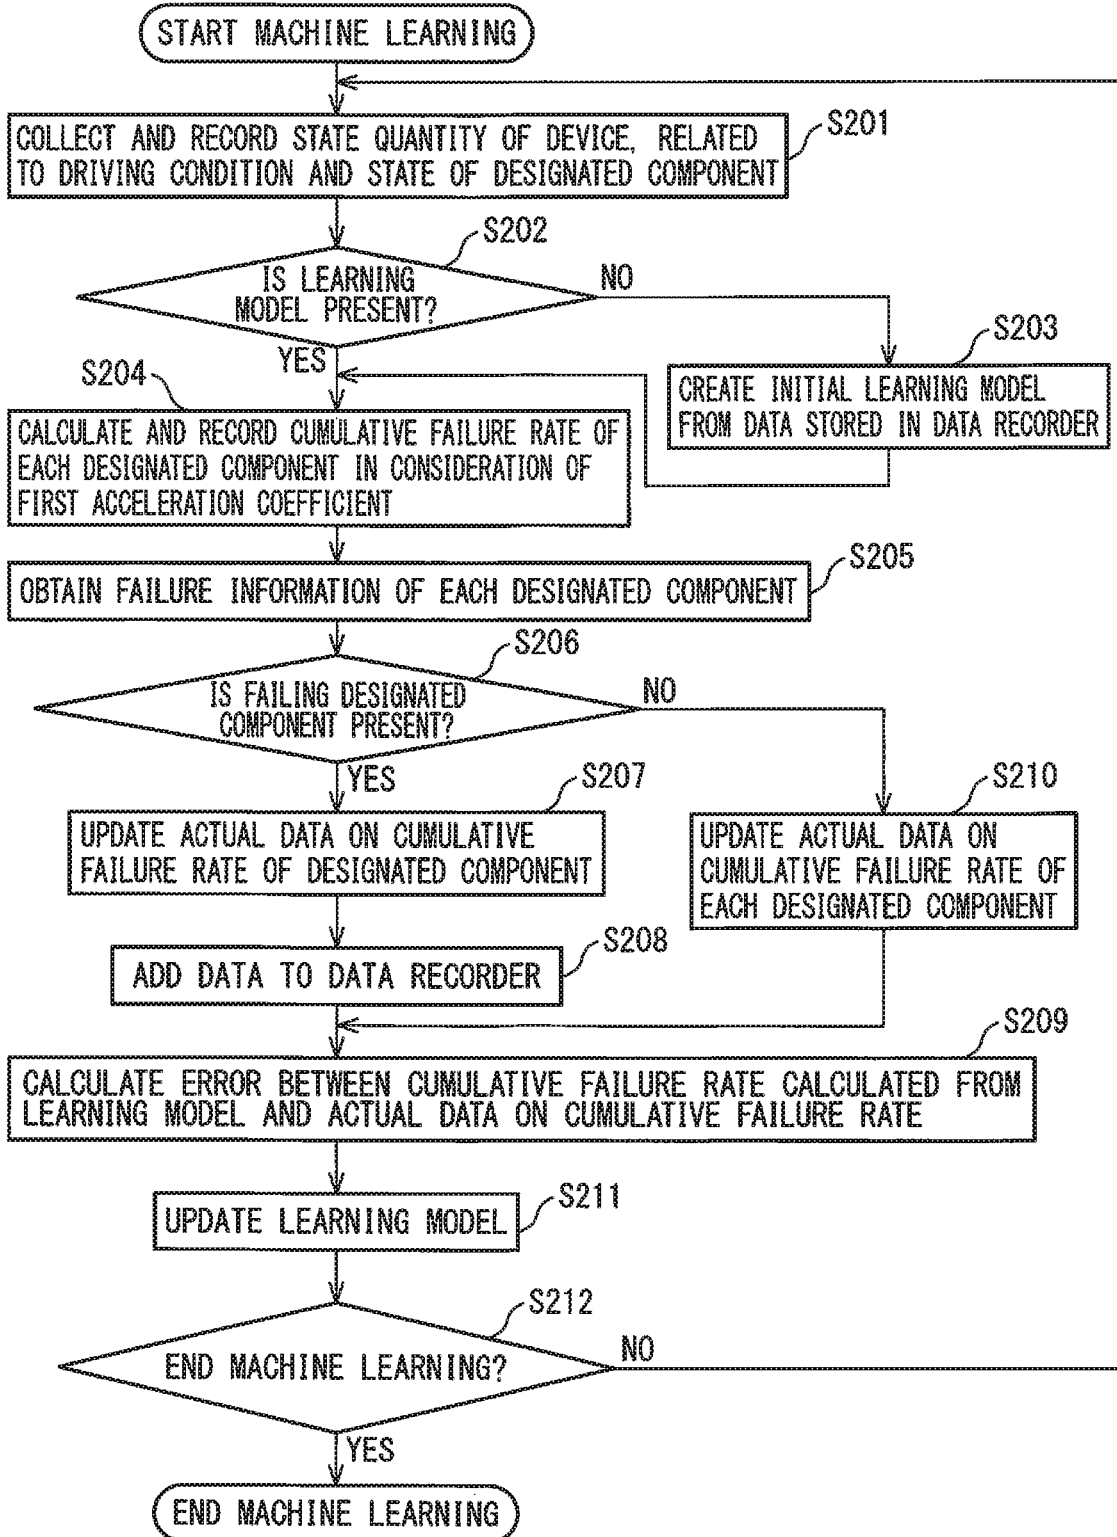 START MACHINE LEARNING
S201
COLLECT AND RECORD STATE QUANTITY OF DEVICE, RELATED
TO DRIVING CONDITION AND STATE OF DESIGNATED COMPONENT
S202
IS LEARNING
MODEL PRESENT?
NO
YES
S203
CREATE INITIAL LEARNING MODEL
FROM DATA STORED IN DATA RECORDER
S204
CALCULATE AND RECORD CUMULATIVE FAILURE RATE OF
EACH DESIGNATED COMPONENT IN CONSIDERATION OF
FIRST ACCELERATION COEFFICIENT
S205
OBTAIN FAILURE INFORMATION OF EACH DESIGNATED COMPONENT
S206
IS FAILING DESIGNATED
COMPONENT PRESENT?
NO
YES
S207
UPDATE ACTUAL DATA ON CUMULATIVE
FAILURE RATE OF DESIGNATED COMPONENT
S210
UPDATE ACTUAL DATA ON
CUMULATIVE FAILURE RATE OF
EACH DESIGNATED COMPONENT
S208
ADD DATA TO DATA RECORDER
S209
CALCULATE ERROR BETWEEN CUMULATIVE FAILURE RATE CALCULATED FROM
LEARNING MODEL AND ACTUAL DATA ON CUMULATIVE FAILURE RATE
S211
UPDATE LEARNING MODEL
S212
END MACHINE LEARNING?
NO
YES
END MACHINE LEARNING